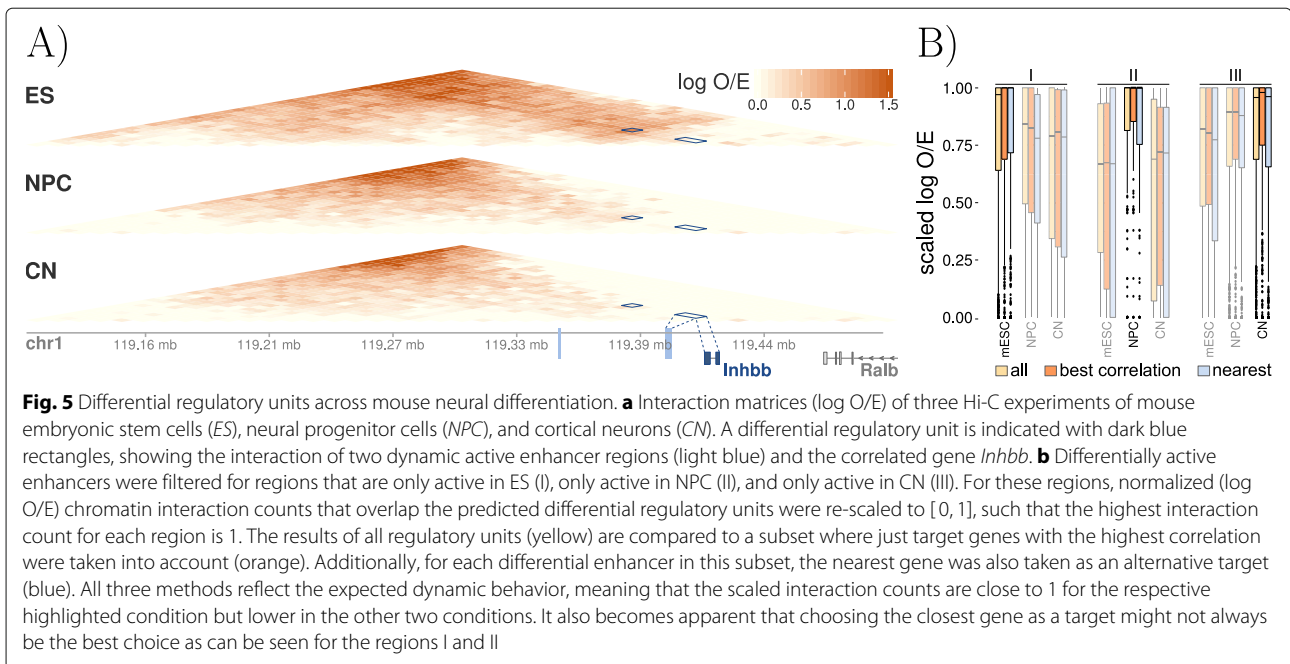 A)
B)
log O/E
0.0 0.5 1.0 1.5
ES
NPC
CN
chr1
119.16 mb 119.21 mb 119.27 mb 119.33 mb 119.39 mb 119.44 mb
Inhbb
Ralb
I II III
scaled log O/E
1.00
0.75
0.50
0.25
0.00
mESC NPC CN mESC NPC CN mESC NPC CN
all best correlation nearest
Fig. 5 Differential regulatory units across mouse neural differentiation. a Interaction matrices (log O/E) of three Hi-C experiments of mouse
embryonic stem cells (ES), neural progenitor cells (NPC), and cortical neurons (CN). A differential regulatory unit is indicated with dark blue
rectangles, showing the interaction of two dynamic active enhancer regions (light blue) and the correlated gene Inhbb. b Differentially active
enhancers were filtered for regions that are only active in ES (I), only active in NPC (II), and only active in CN (III). For these regions, normalized (log
O/E) chromatin interaction counts that overlap the predicted differential regulatory units were re-scaled to [0, 1], such that the highest interaction
count for each region is 1. The results of all regulatory units (yellow) are compared to a subset where just target genes with the highest correlation
were taken into account (orange). Additionally, for each differential enhancer in this subset, the nearest gene was also taken as an alternative target
(blue). All three methods reflect the expected dynamic behavior, meaning that the scaled interaction counts are close to 1 for the respective
highlighted condition but lower in the other two conditions. It also becomes apparent that choosing the closest gene as a target might not always
be the best choice as can be seen for the regions I and II